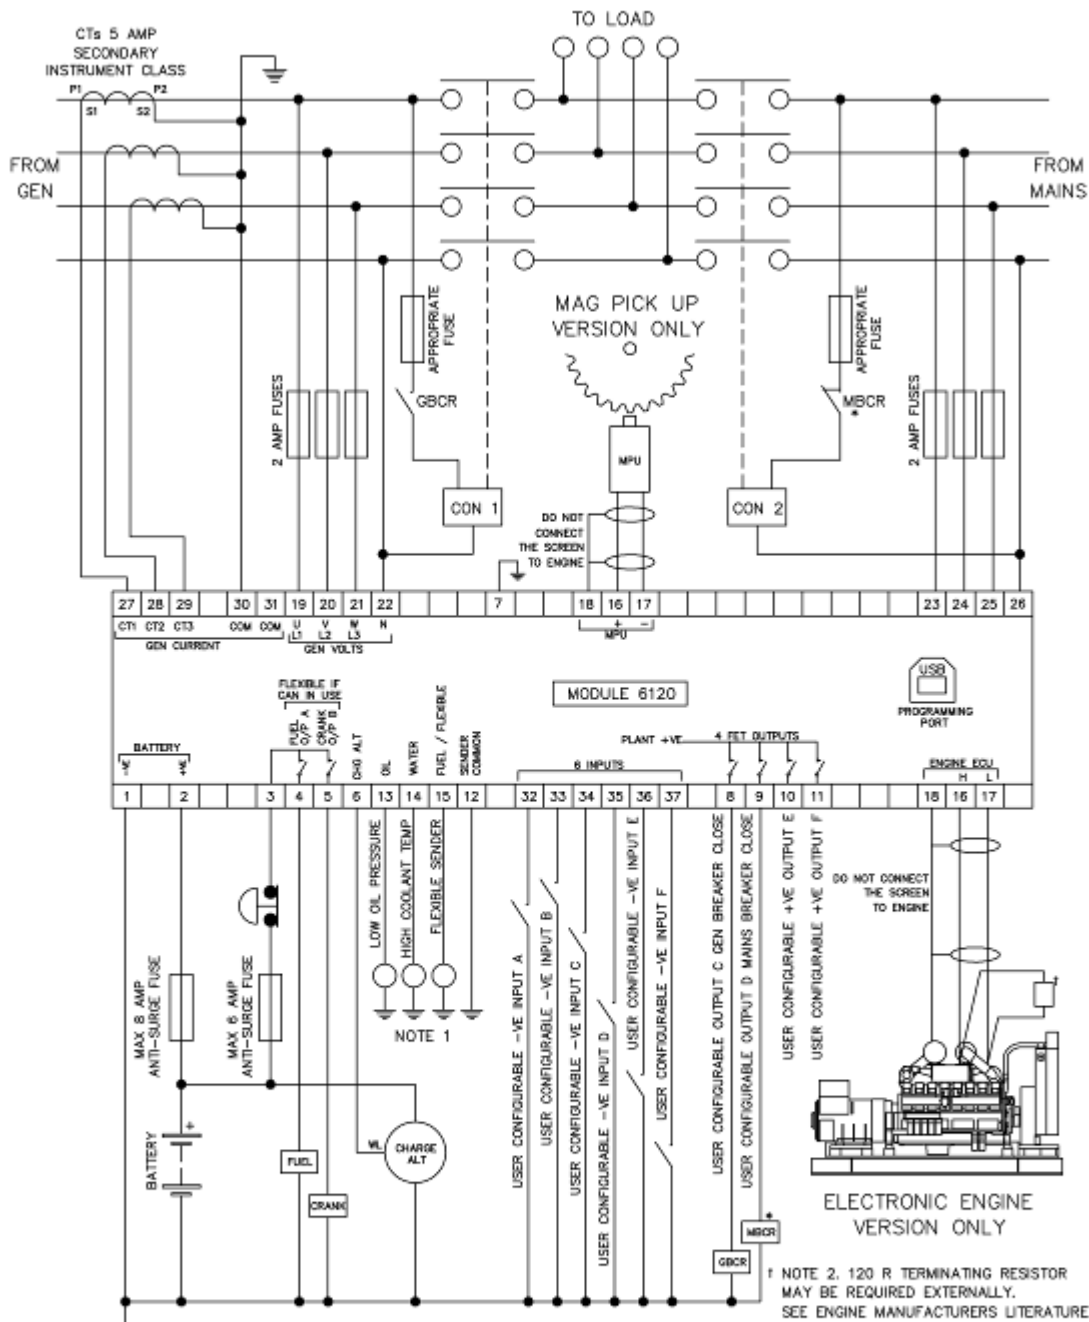 TO LOAD
CTs 5 AMP
SECONDARY
INSTRUMENT CLASS
P1
P2
S1
S2
FROM
GEN
FROM
MAINS
MAG PICK UP
VERSION ONLY
APPROPRIATE
FUSE
APPROPRIATE
FUSE
GBCR
MBCR
*
2 AMP FUSES
2 AMP FUSES
MPU
CON 1
CON 2
DO NOT
CONNECT
THE SCREEN
TO ENGINE
27 28 29 30 31 19 20 21 22 7 18 16 17 23 24 25 26
CT1 CT2 CT3 COM COM U V W N + -
L1 L2 L3
GEN CURRENT
GEN VOLTS
MPU
USB
PROGRAMMING
PORT
MODULE 6120
FLEXIBLE IF
CAN IN USE
FUEL
O/P A
CRANK
O/P B
BATTERY
-VE
+VE
CHG ALT
OIL
WATER
FUEL / FLEXIBLE
SENDER
COMMON
6 INPUTS
PLANT +VE
4 FET OUTPUTS
ENGINE ECU
H L
1 2 3 4 5 6 13 14 15 12 32 33 34 35 36 37 8 9 10 11 18 16 17
LOW OIL PRESSURE
HIGH COOLANT TEMP
FLEXIBLE SENDER
NOTE 1
MAX 8 AMP
ANTI-SURGE FUSE
MAX 6 AMP
ANTI-SURGE FUSE
BATTERY
+
FUEL
CRANK
WL
CHARGE
ALT
USER CONFIGURABLE -VE INPUT A
USER CONFIGURABLE -VE INPUT B
USER CONFIGURABLE -VE INPUT C
USER CONFIGURABLE -VE INPUT D
USER CONFIGURABLE -VE INPUT E
USER CONFIGURABLE -VE INPUT F
USER CONFIGURABLE OUTPUT C GEN BREAKER CLOSE
USER CONFIGURABLE OUTPUT D MAINS BREAKER CLOSE
USER CONFIGURABLE +VE OUTPUT E
USER CONFIGURABLE +VE OUTPUT F
DO NOT CONNECT
THE SCREEN
TO ENGINE
†
GBCR
MBCR
*
ELECTRONIC ENGINE
VERSION ONLY
† NOTE 2. 120 R TERMINATING RESISTOR
MAY BE REQUIRED EXTERNALLY.
SEE ENGINE MANUFACTURERS LITERATURE